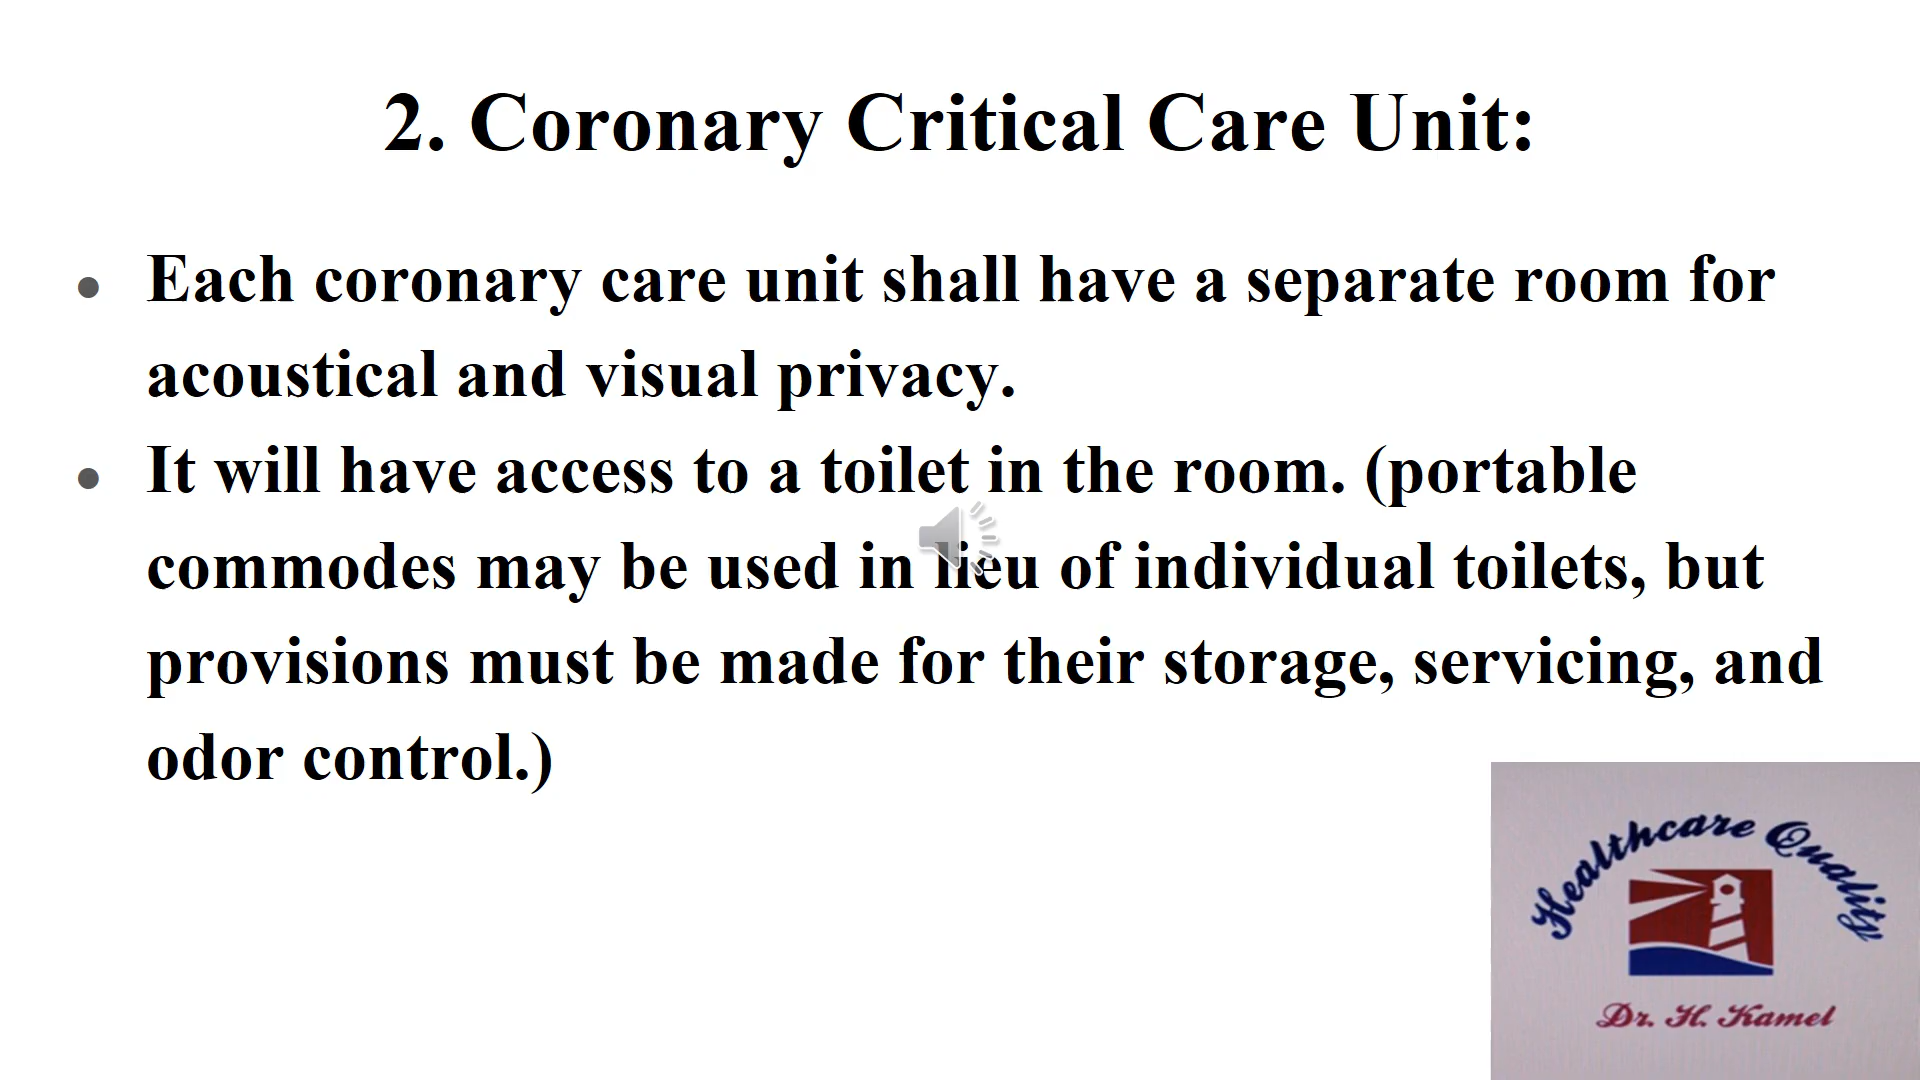 2. Coronary Critical Care Unit:
Each coronary care unit shall have a separate room for
acoustical and visual privacy.
It will have access to a toilet in the room. (portable
commodes may be used in lieu of individual toilets, but
provisions must be made for their storage, servicing, and
odor control.)
Healthcare Quality
Dr. H. Kamel